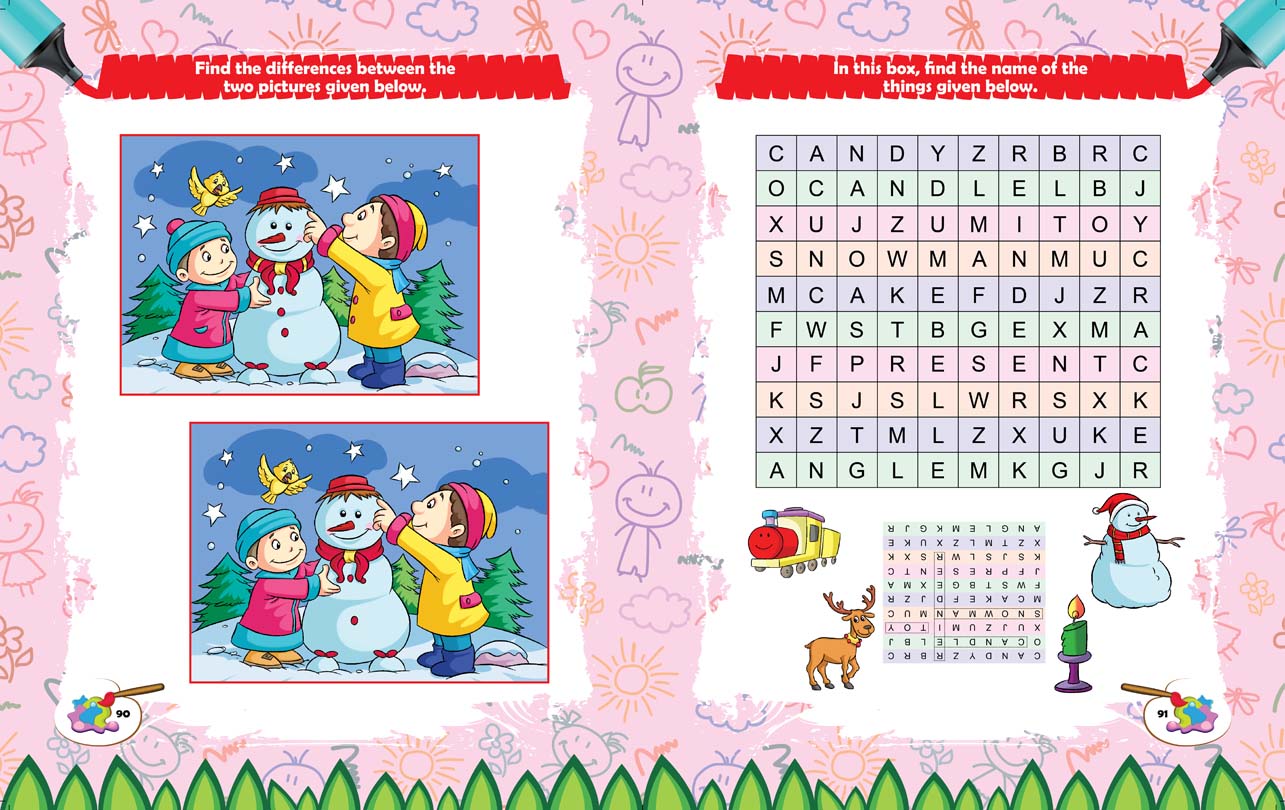 Find the differences between the
two pictures given below.
90
In this box, find the name of the
things given below.
C A N D Y Z R B R C
O C A N D L E L B J
X U J Z U M I T O Y
S N O W M A N M U C
M C A K E F D J Z R
F W S T B G E X M A
J F P R E S E N T C
K S J S L W R S X K
X Z T M L Z X U K E
A N G L E M K G J R
C A N D Y Z R B R C
O C A N D L E L B J
X U J Z U M I T O Y
S N O W M A N M U C
M C A K E F D J Z R
F W S T B G E X M A
J F P R E S E N T C
K S J S L W R S X K
X Z T M L Z X U K E
A N G L E M K G J R
91